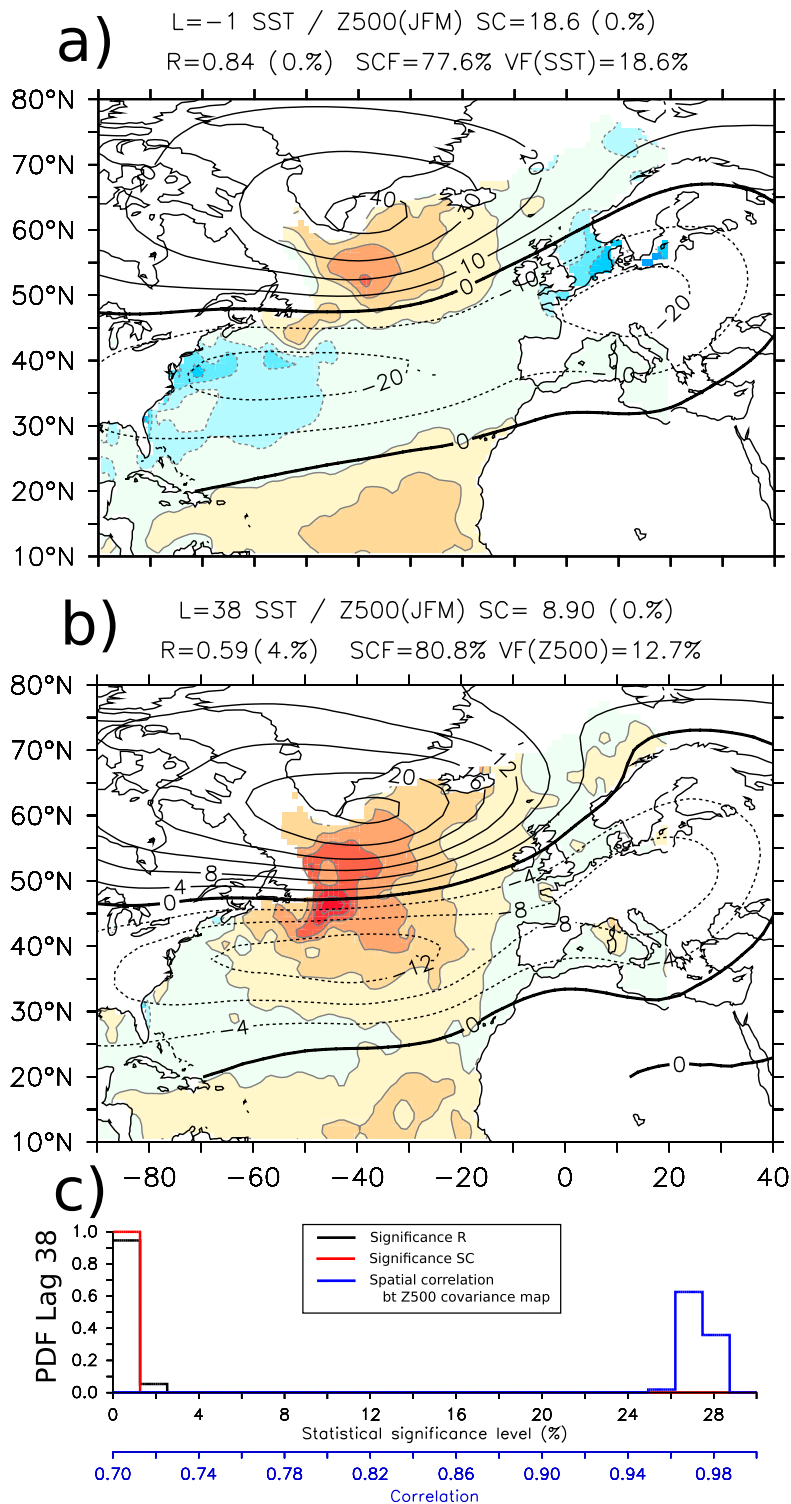 a)
L=−1 SST / Z500(JFM) SC=18.6 (0.%)
R=0.84 (0.%) SCF=77.6% VF(SST)=18.6%
80°N
70°N
60°N
50°N
40°N
30°N
20°N
10°N
20
40
30
10
0
−20
−20
0
b)
L=38 SST / Z500(JFM) SC= 8.90 (0.%)
R=0.59(4.%) SCF=80.8% VF(Z500)=12.7%
80°N
70°N
60°N
50°N
40°N
30°N
20°N
10°N
20
16
12
8
4
0
−4
8
−8
−12
−4
−4
0
0
−80 −60 −40 −20 0 20 40
c)
PDF Lag 38
1.0
0.8
0.6
0.4
0.2
0.0
Significance R
Significance SC
Spatial correlation
bt Z500 covariance map
0 4 8 12 16 20 24 28
Statistical significance level (%)
0.70 0.74 0.78 0.82 0.86 0.90 0.94 0.98
Correlation